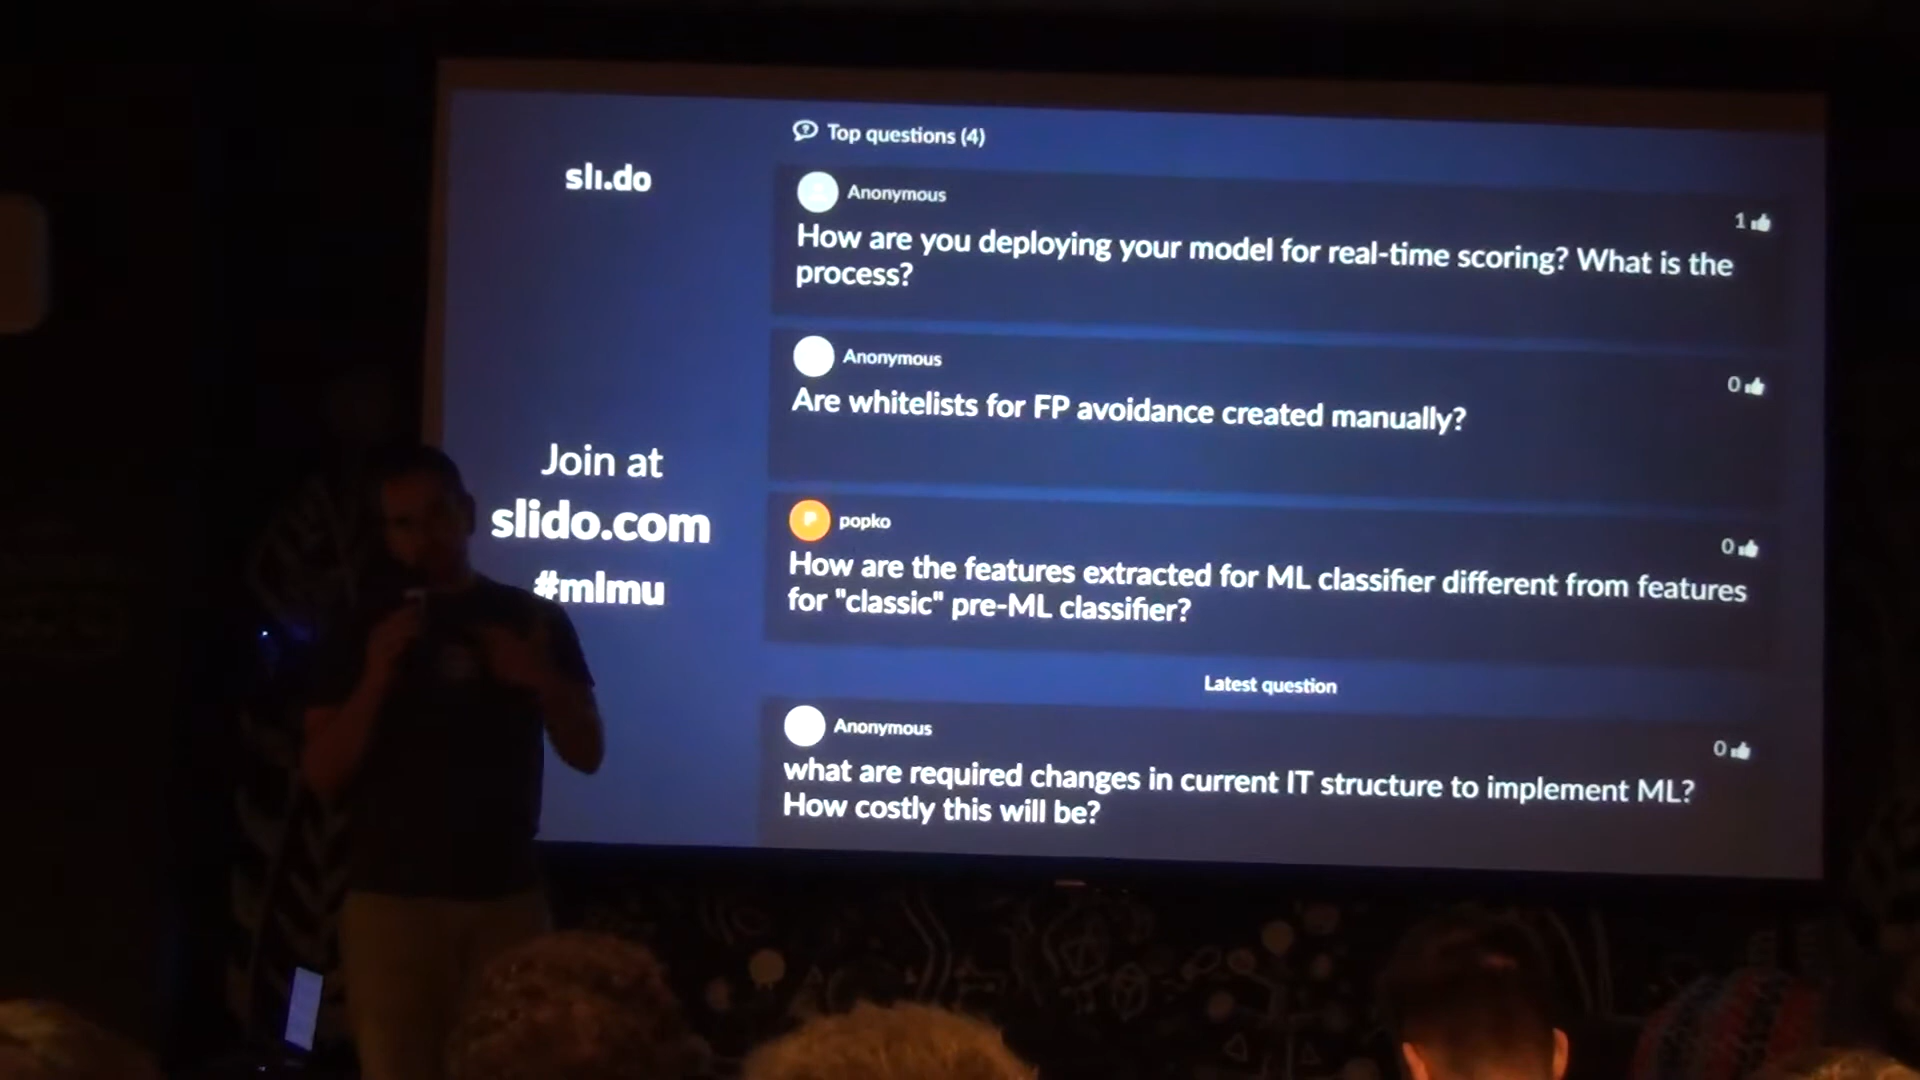 sli.do
Join at
slido.com
#mlmu
Top questions (4)
Anonymous
1
How are you deploying your model for real-time scoring? What is the
process?
Anonymous
0
Are whitelists for FP avoidance created manually?
P
popko
0
How are the features extracted for ML classifier different from features
for "classic" pre-ML classifier?
Latest question
Anonymous
0
what are required changes in current IT structure to implement ML?
How costly this will be?